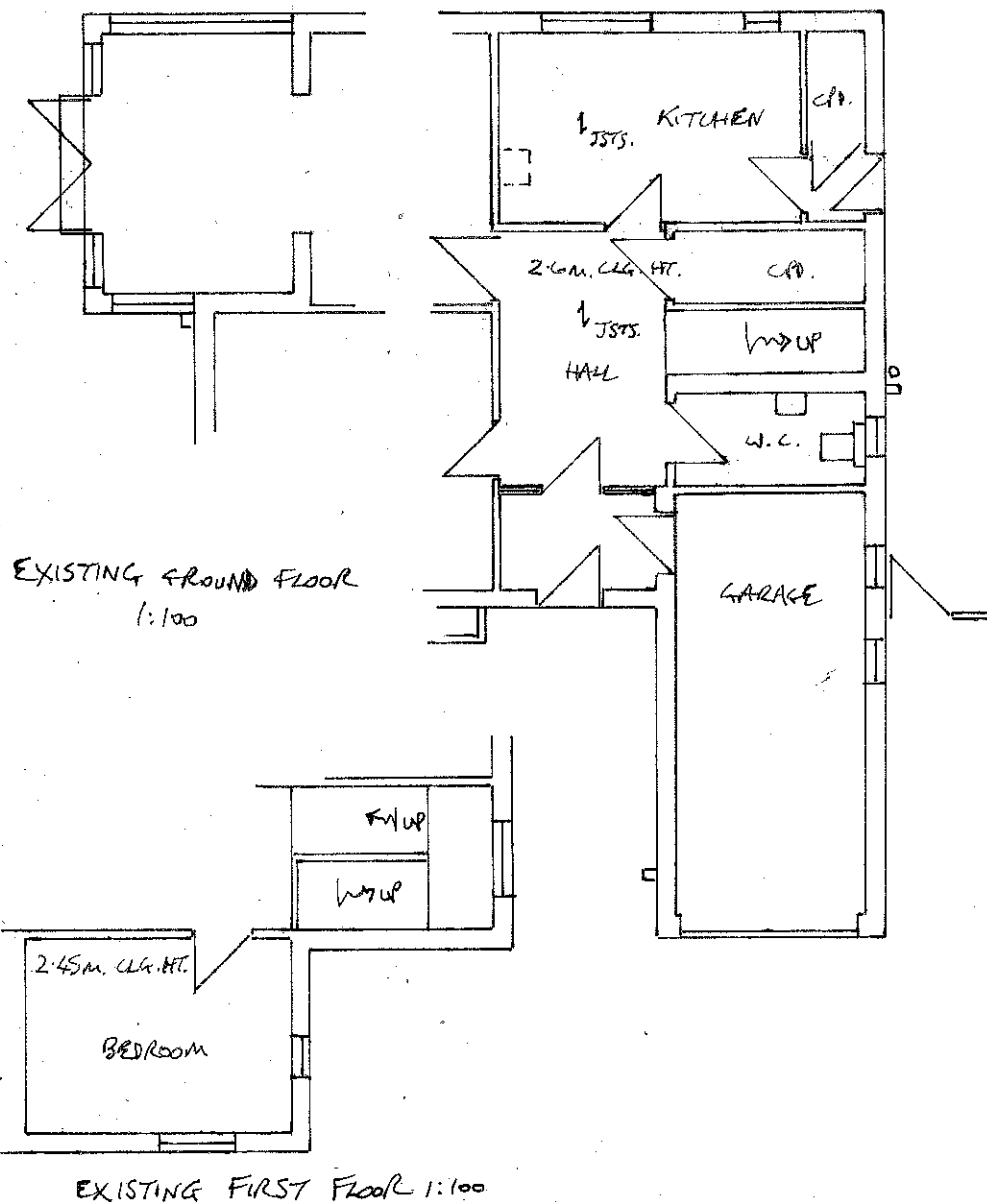 CPD.
KITCHEN
JSTS.
2.6M. CLG. HT.
CPD.
JSTS.
UP
HALL
W.C.
EXISTING GROUND FLOOR
1:100
GARAGE
UP
UP
2.45M. CLG. HT.
BEDROOM
EXISTING FIRST FLOOR 1:100